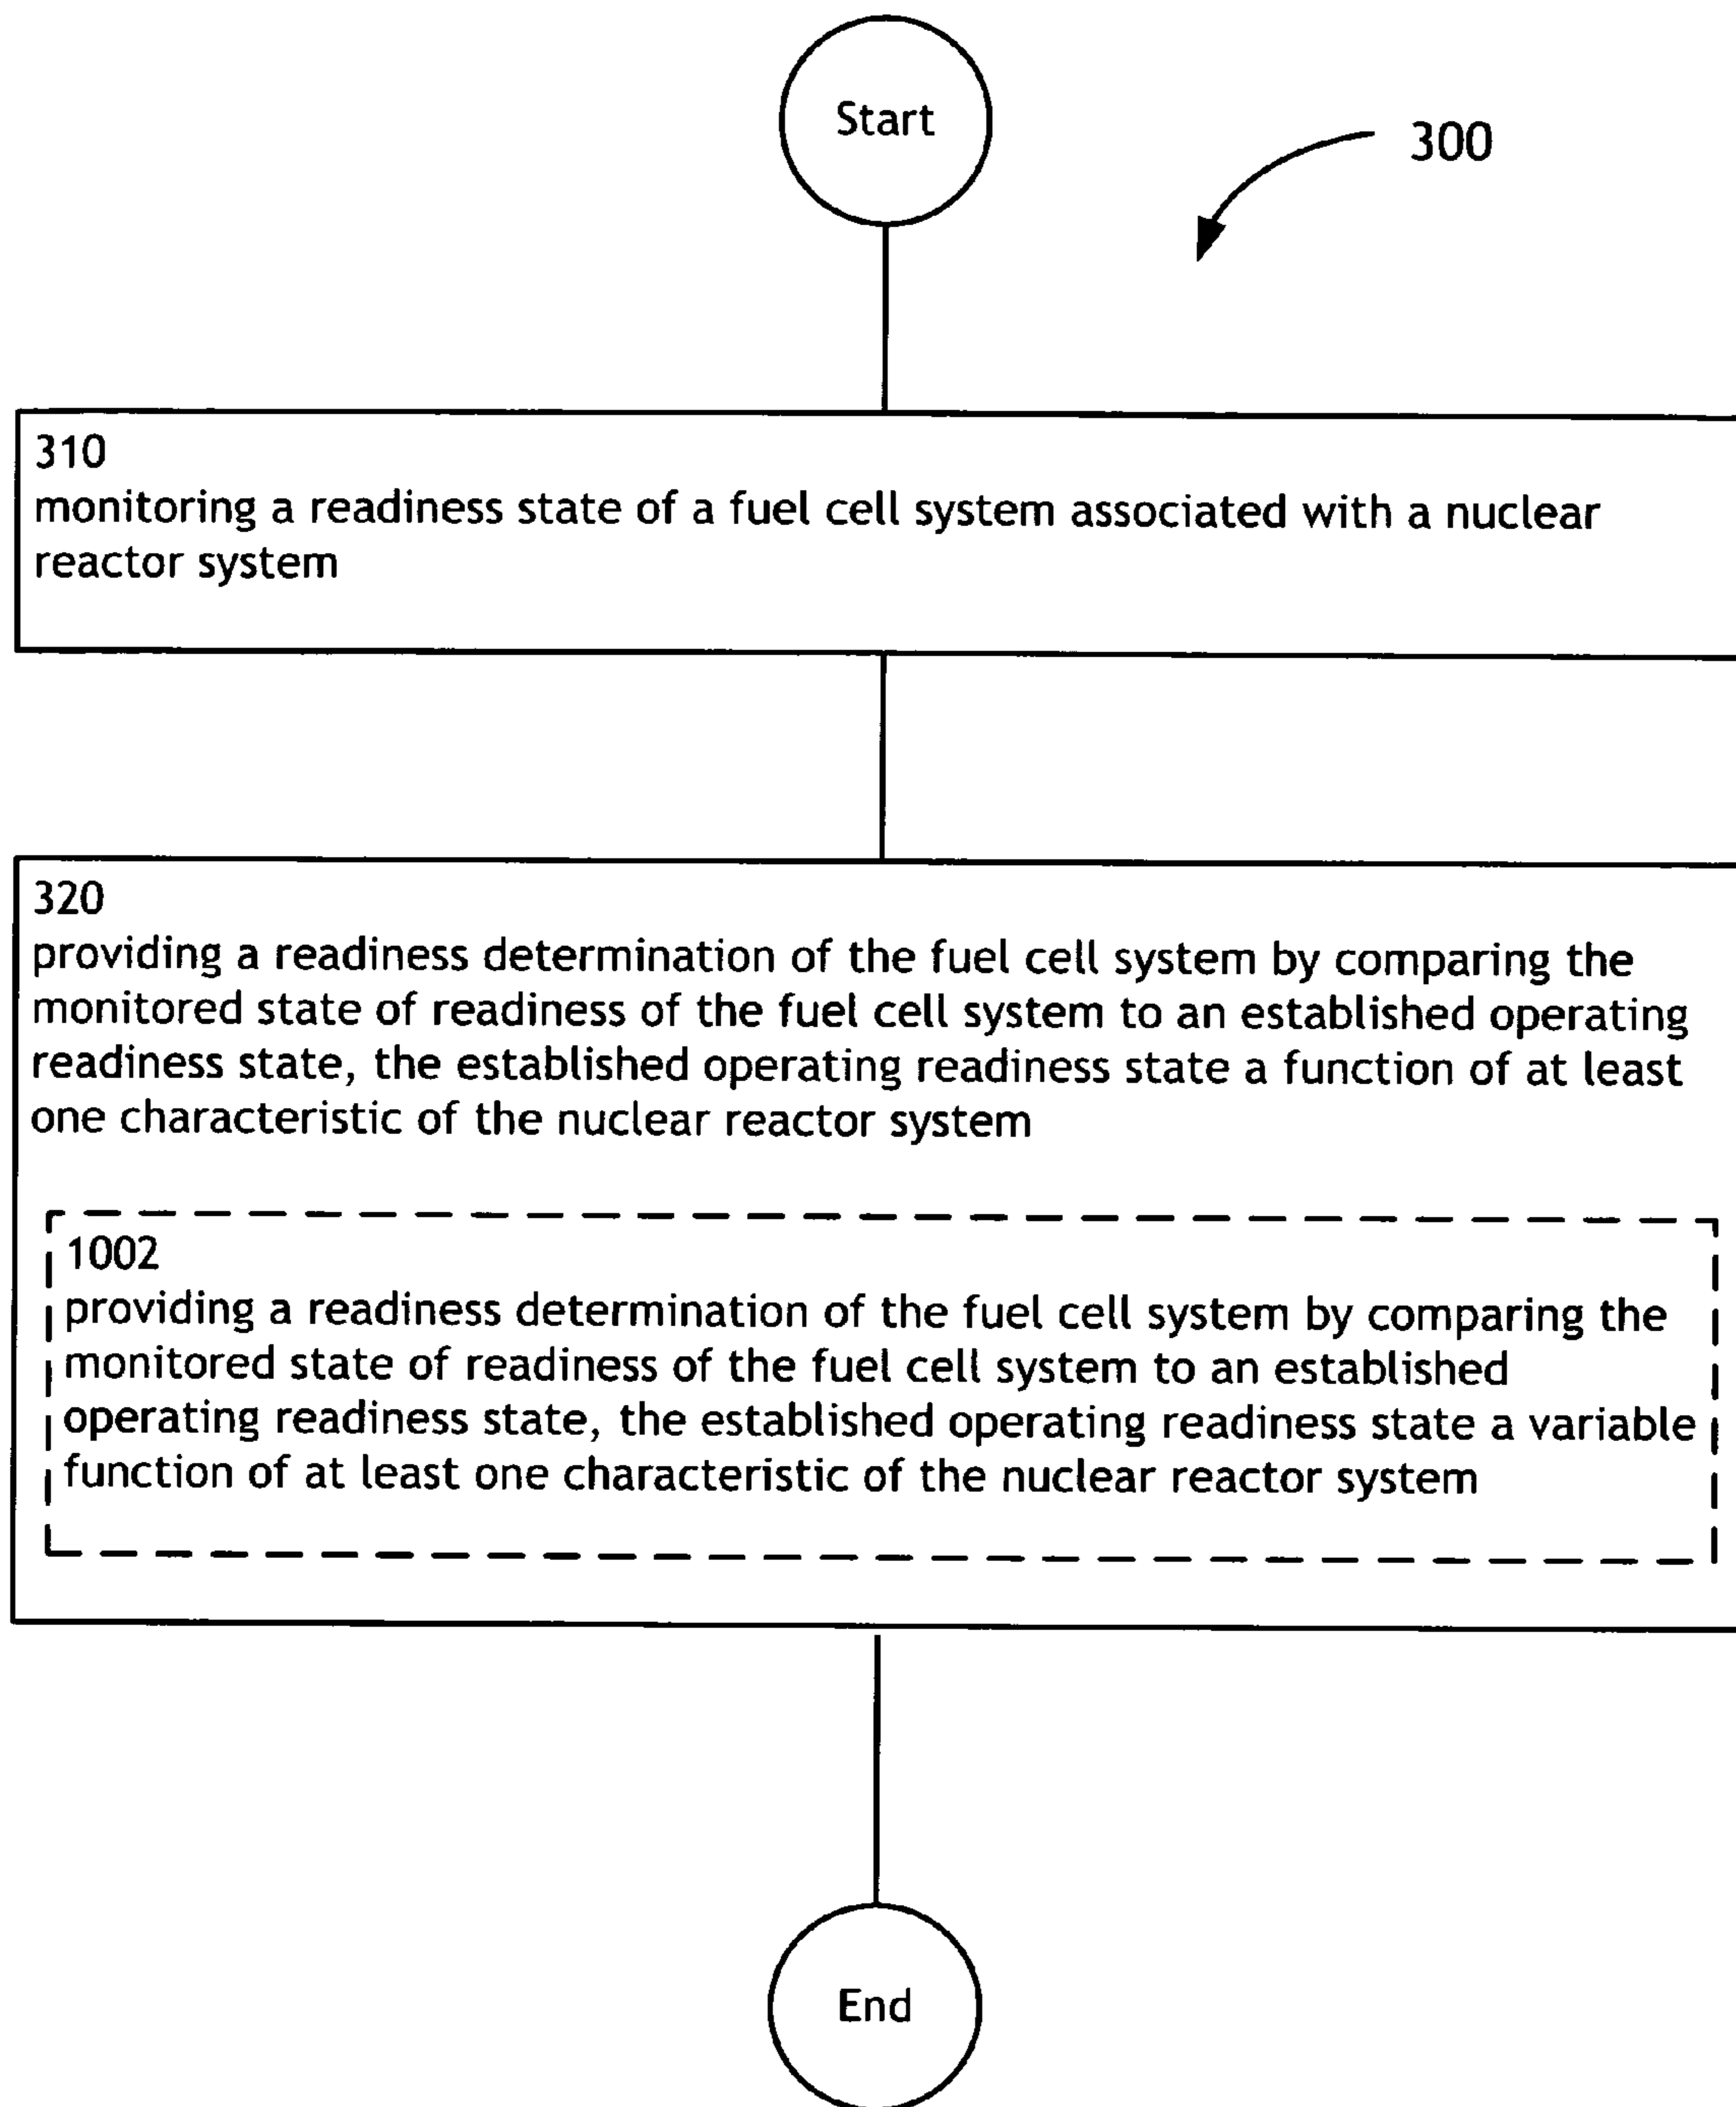 Start
300
310
monitoring a readiness state of a fuel cell system associated with a nuclear
reactor system
320
providing a readiness determination of the fuel cell system by comparing the
monitored state of readiness of the fuel cell system to an established operating
readiness state, the established operating readiness state a function of at least
one characteristic of the nuclear reactor system
1002
providing a readiness determination of the fuel cell system by comparing the
monitored state of readiness of the fuel cell system to an established
operating readiness state, the established operating readiness state a variable
function of at least one characteristic of the nuclear reactor system
End